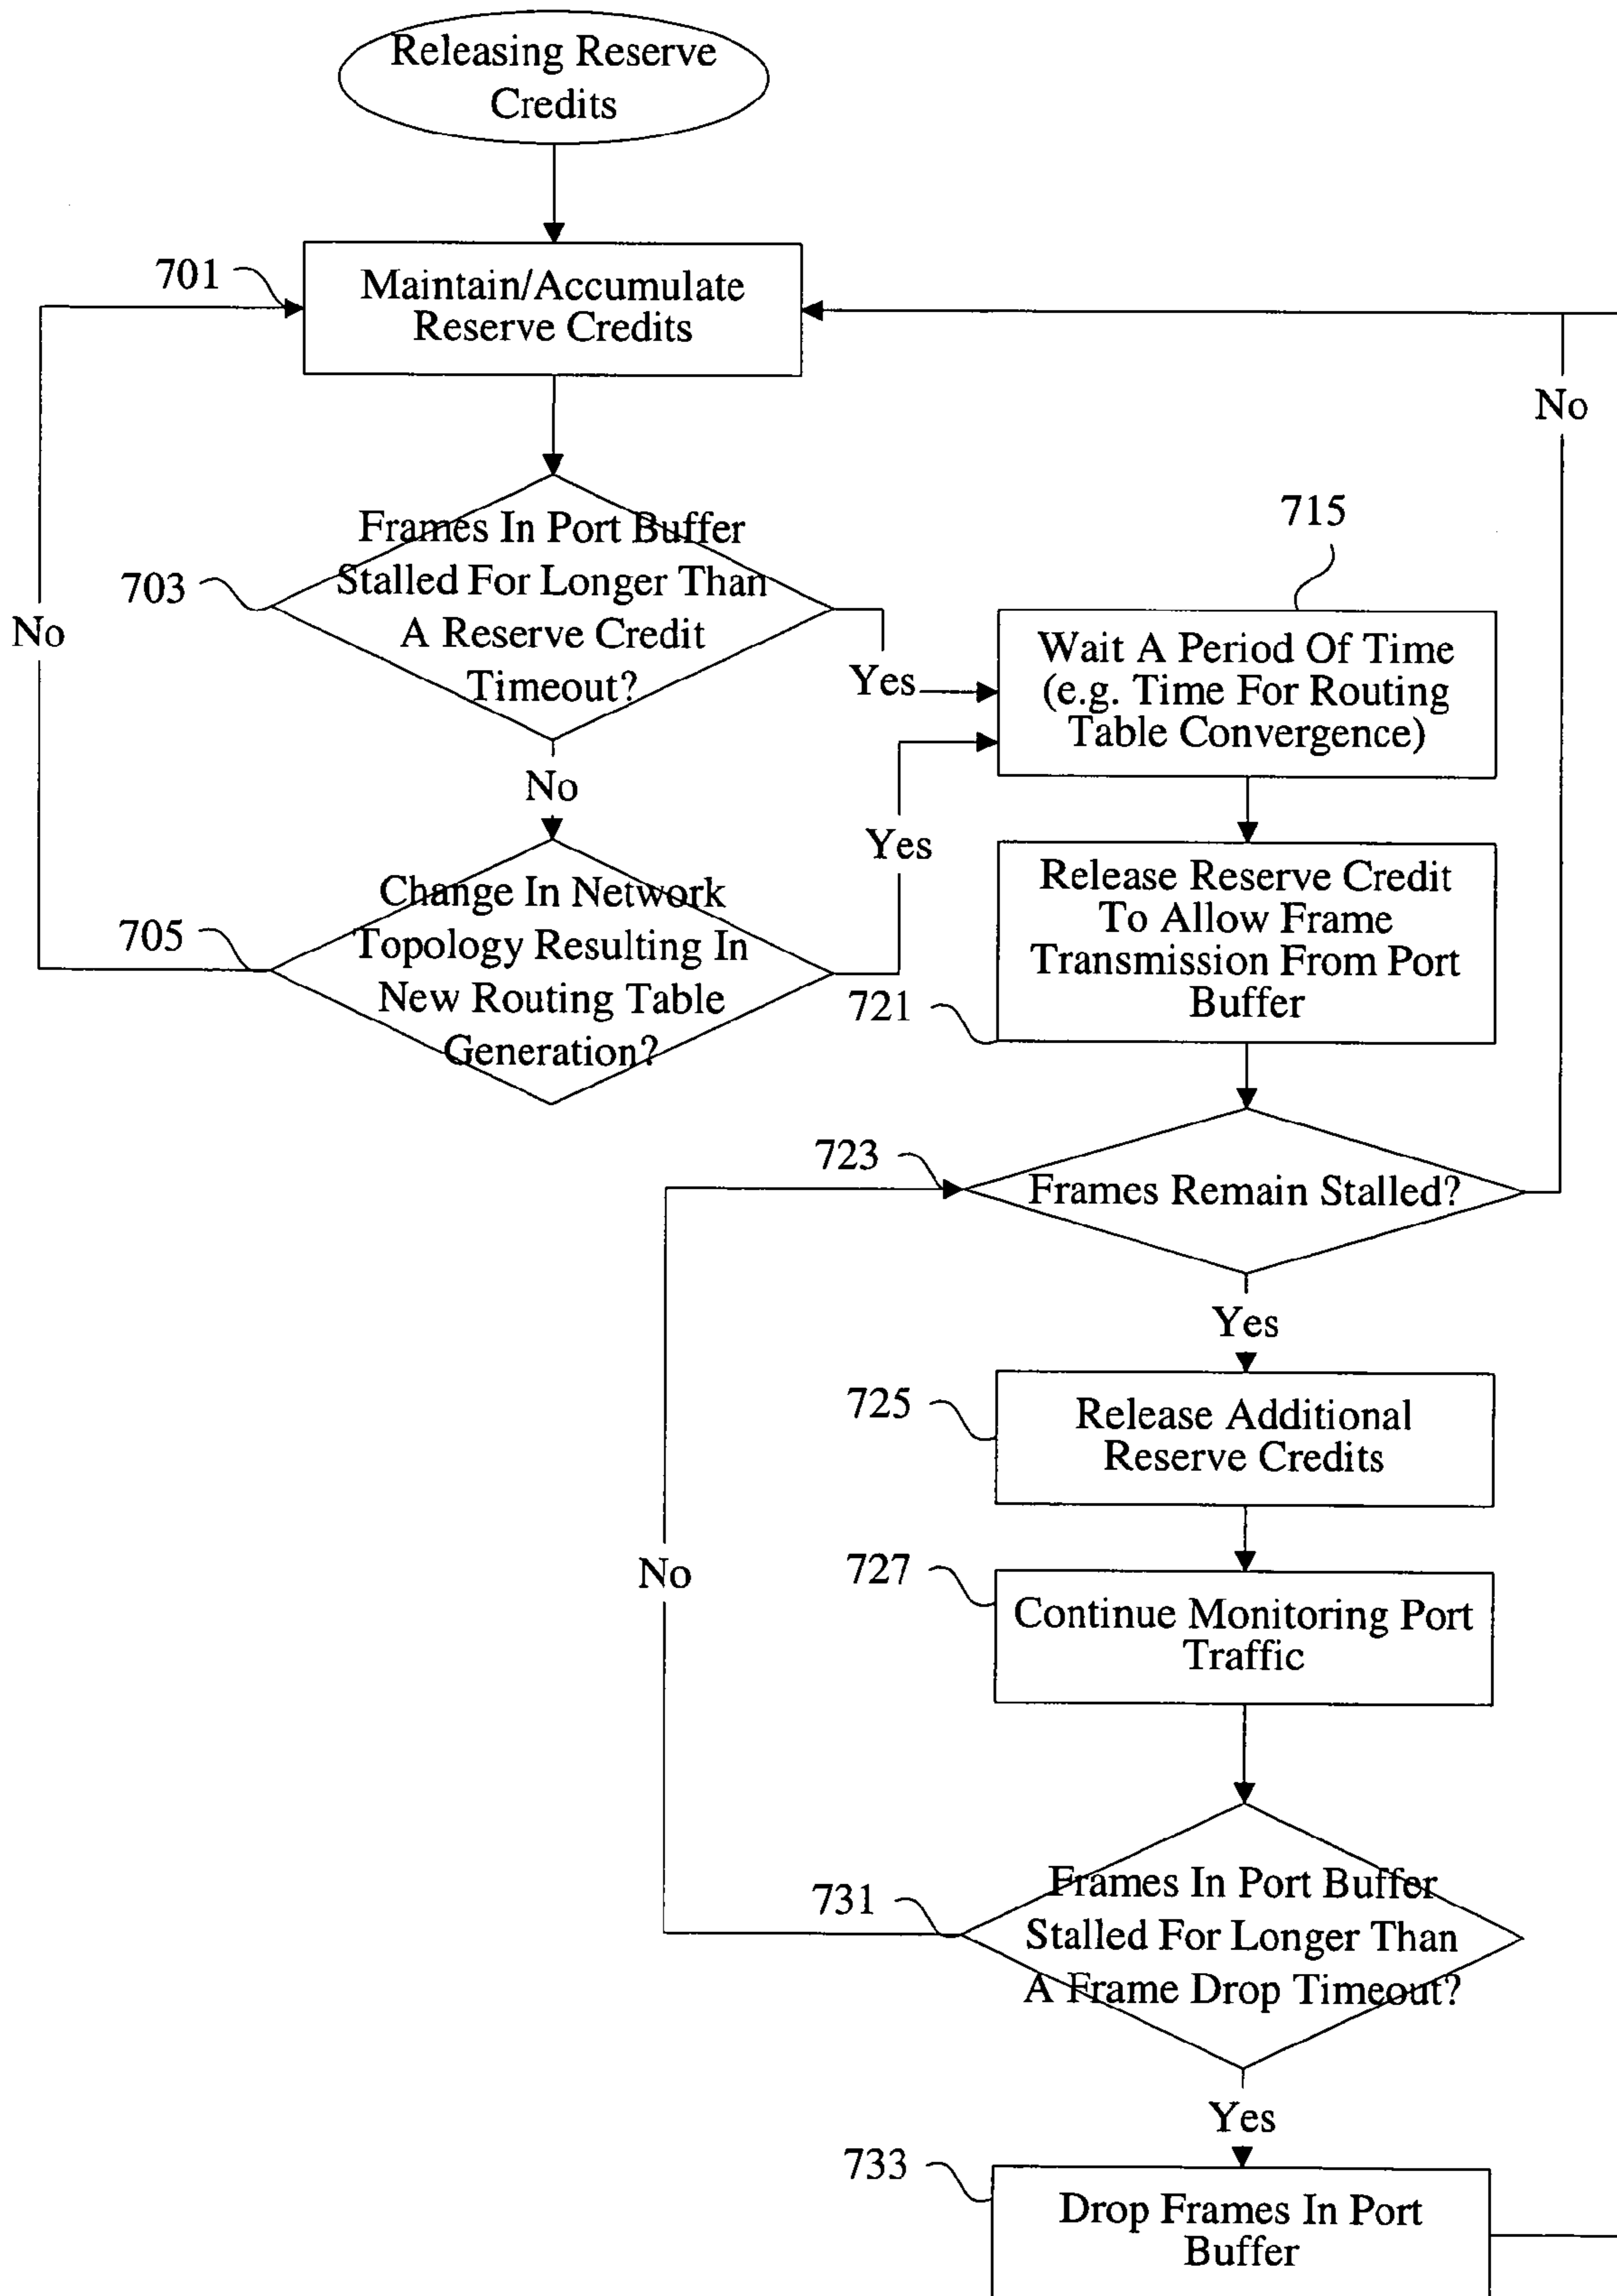 Releasing Reserve
Credits
701
Maintain/Accumulate
Reserve Credits
No
703
Frames In Port Buffer
Stalled For Longer Than
A Reserve Credit
Timeout?
No
Yes
715
Wait A Period Of Time
(e.g. Time For Routing
Table Convergence)
No
705
Change In Network
Topology Resulting In
New Routing Table
Generation?
Yes
721
Release Reserve Credit
To Allow Frame
Transmission From Port
Buffer
723
Frames Remain Stalled?
Yes
725
Release Additional
Reserve Credits
727
Continue Monitoring Port
Traffic
No
731
Frames In Port Buffer
Stalled For Longer Than
A Frame Drop Timeout?
Yes
733
Drop Frames In Port
Buffer